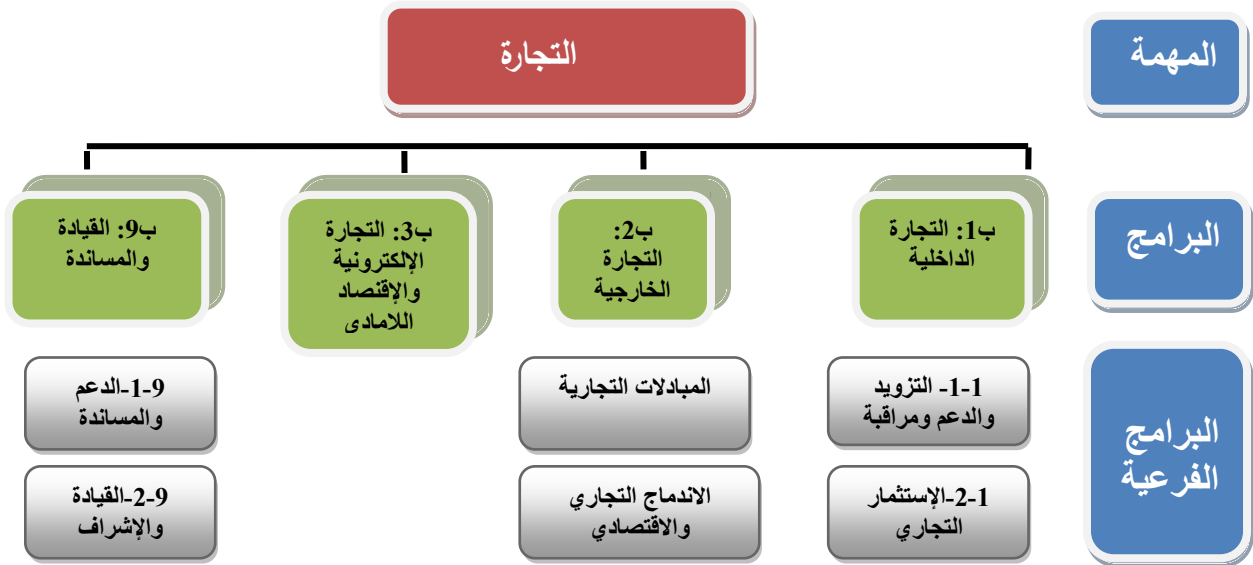 المهمة
التجارة
البرامج
ب1: التجارة
الداخلية
ب2:
التجارة
الخارجية
ب3: التجارة
الإلكترونية
والإقتصاد
اللامادى
ب9: القيادة
والمساندة
البرامج
الفرعية
1-1- التزويد
والدعم ومراقبة
المبادلات التجارية
9-1-الدعم
والمساندة
1-2-الإستثمار
التجاري
الاندماج التجاري
والاقتصادي
9-2-القيادة
والإشراف